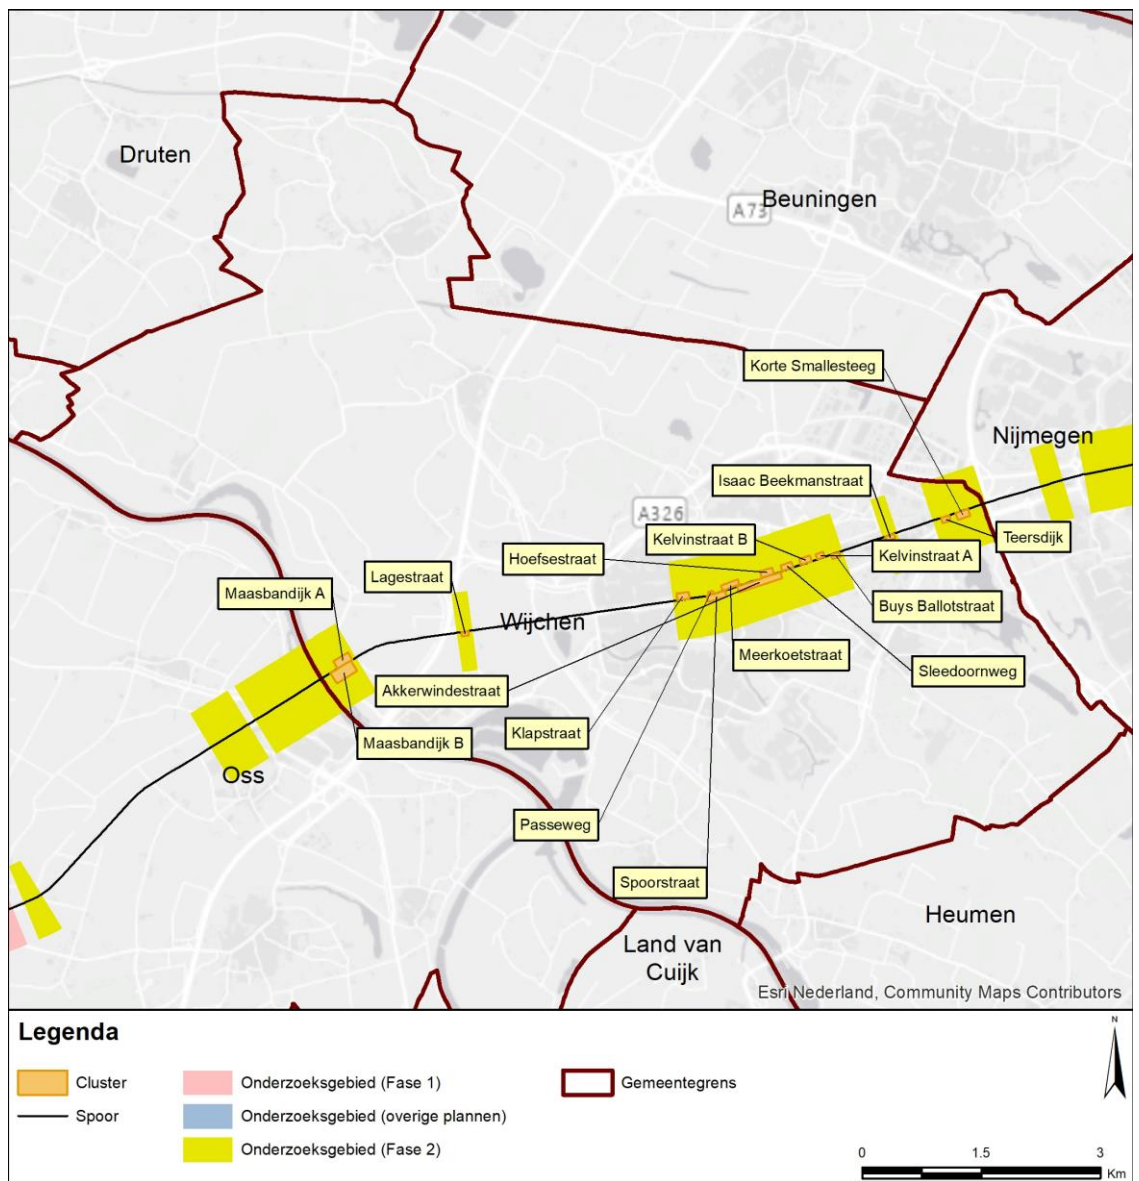 Druten
Beuningen
A73
Korte Smallesteeg
Nijmegen
Isaac Beekmanstraat
A326
Kelvinstraat B
Teersdijk
Hoefsestraat
Kelvinstraat A
Lagestraat
Maasbandijk A
Buys Ballotstraat
Wijchen
Meerkoetstraat
Sleedoornweg
Akkerwindestraat
Klapstraat
Maasbandijk B
Oss
Passeweg
Spoorstraat
Heumen
Land van
Cuijk
Esri Nederland, Community Maps Contributors
Legenda
Cluster
Spoor
Onderzoeksgebied (Fase 1)
Onderzoeksgebied (overige plannen)
Onderzoeksgebied (Fase 2)
Gemeentegrens
N
0 1.5 3
Km